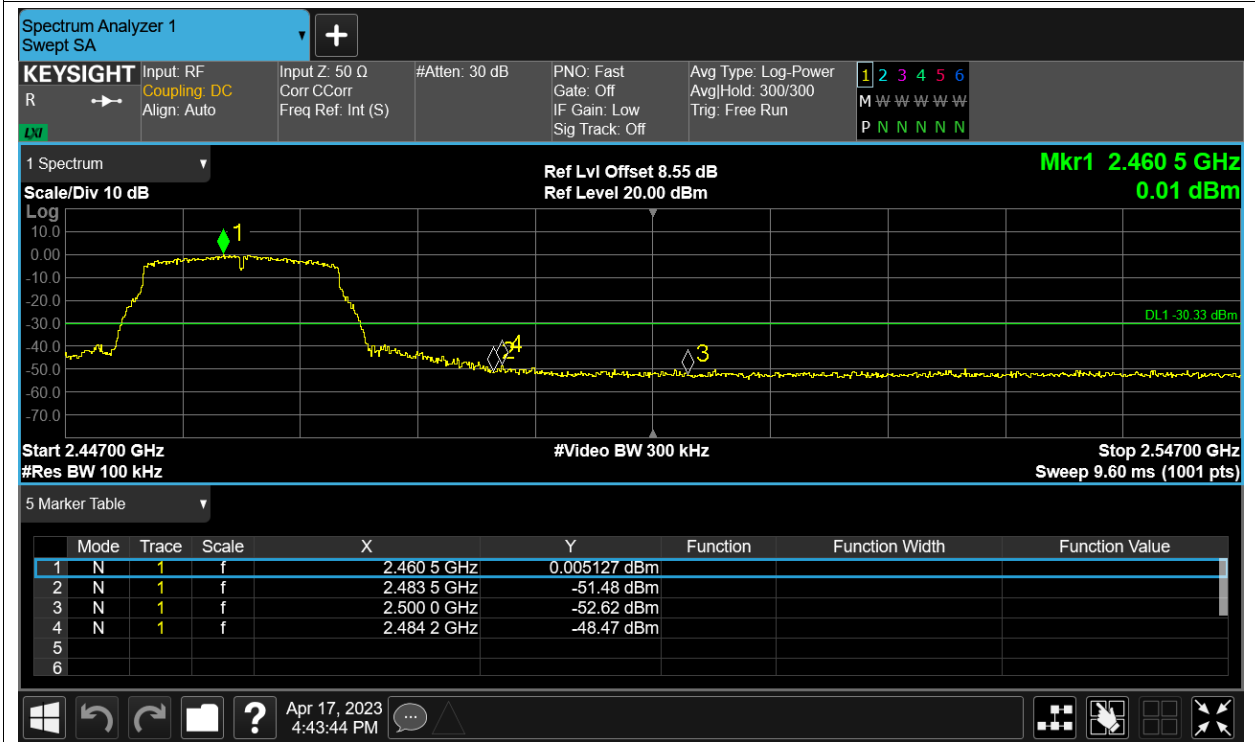 Spectrum Analyzer 1
Swept SA
KEYSIGHT
R
LXI
Input: RF
Coupling: DC
Align: Auto
Input Z: 50 Ω
Corr CCorr
Freq Ref: Int (S)
#Atten: 30 dB
PNO: Fast
Gate: Off
IF Gain: Low
Sig Track: Off
Avg Type: Log-Power
Avg|Hold: 300/300
Trig: Free Run
1 2 3 4 5 6
M W W W W W
P N N N N N
1 Spectrum
Scale/Div 10 dB
Ref Lvl Offset 8.55 dB
Ref Level 20.00 dBm
Mkr1 2.460 5 GHz
0.01 dBm
Log
10.0
0.00
-10.0
-20.0
-30.0
-40.0
-50.0
-60.0
-70.0
1
2
4
3
DL1 -30.33 dBm
Start 2.44700 GHz
#Res BW 100 kHz
#Video BW 300 kHz
Stop 2.54700 GHz
Sweep 9.60 ms (1001 pts)
5 Marker Table
Mode Trace Scale X Y Function Function Width Function Value
1 N 1 f 2.460 5 GHz 0.005127 dBm
2 N 1 f 2.483 5 GHz -51.48 dBm
3 N 1 f 2.500 0 GHz -52.62 dBm
4 N 1 f 2.484 2 GHz -48.47 dBm
5
6
?
Apr 17, 2023
4:43:44 PM